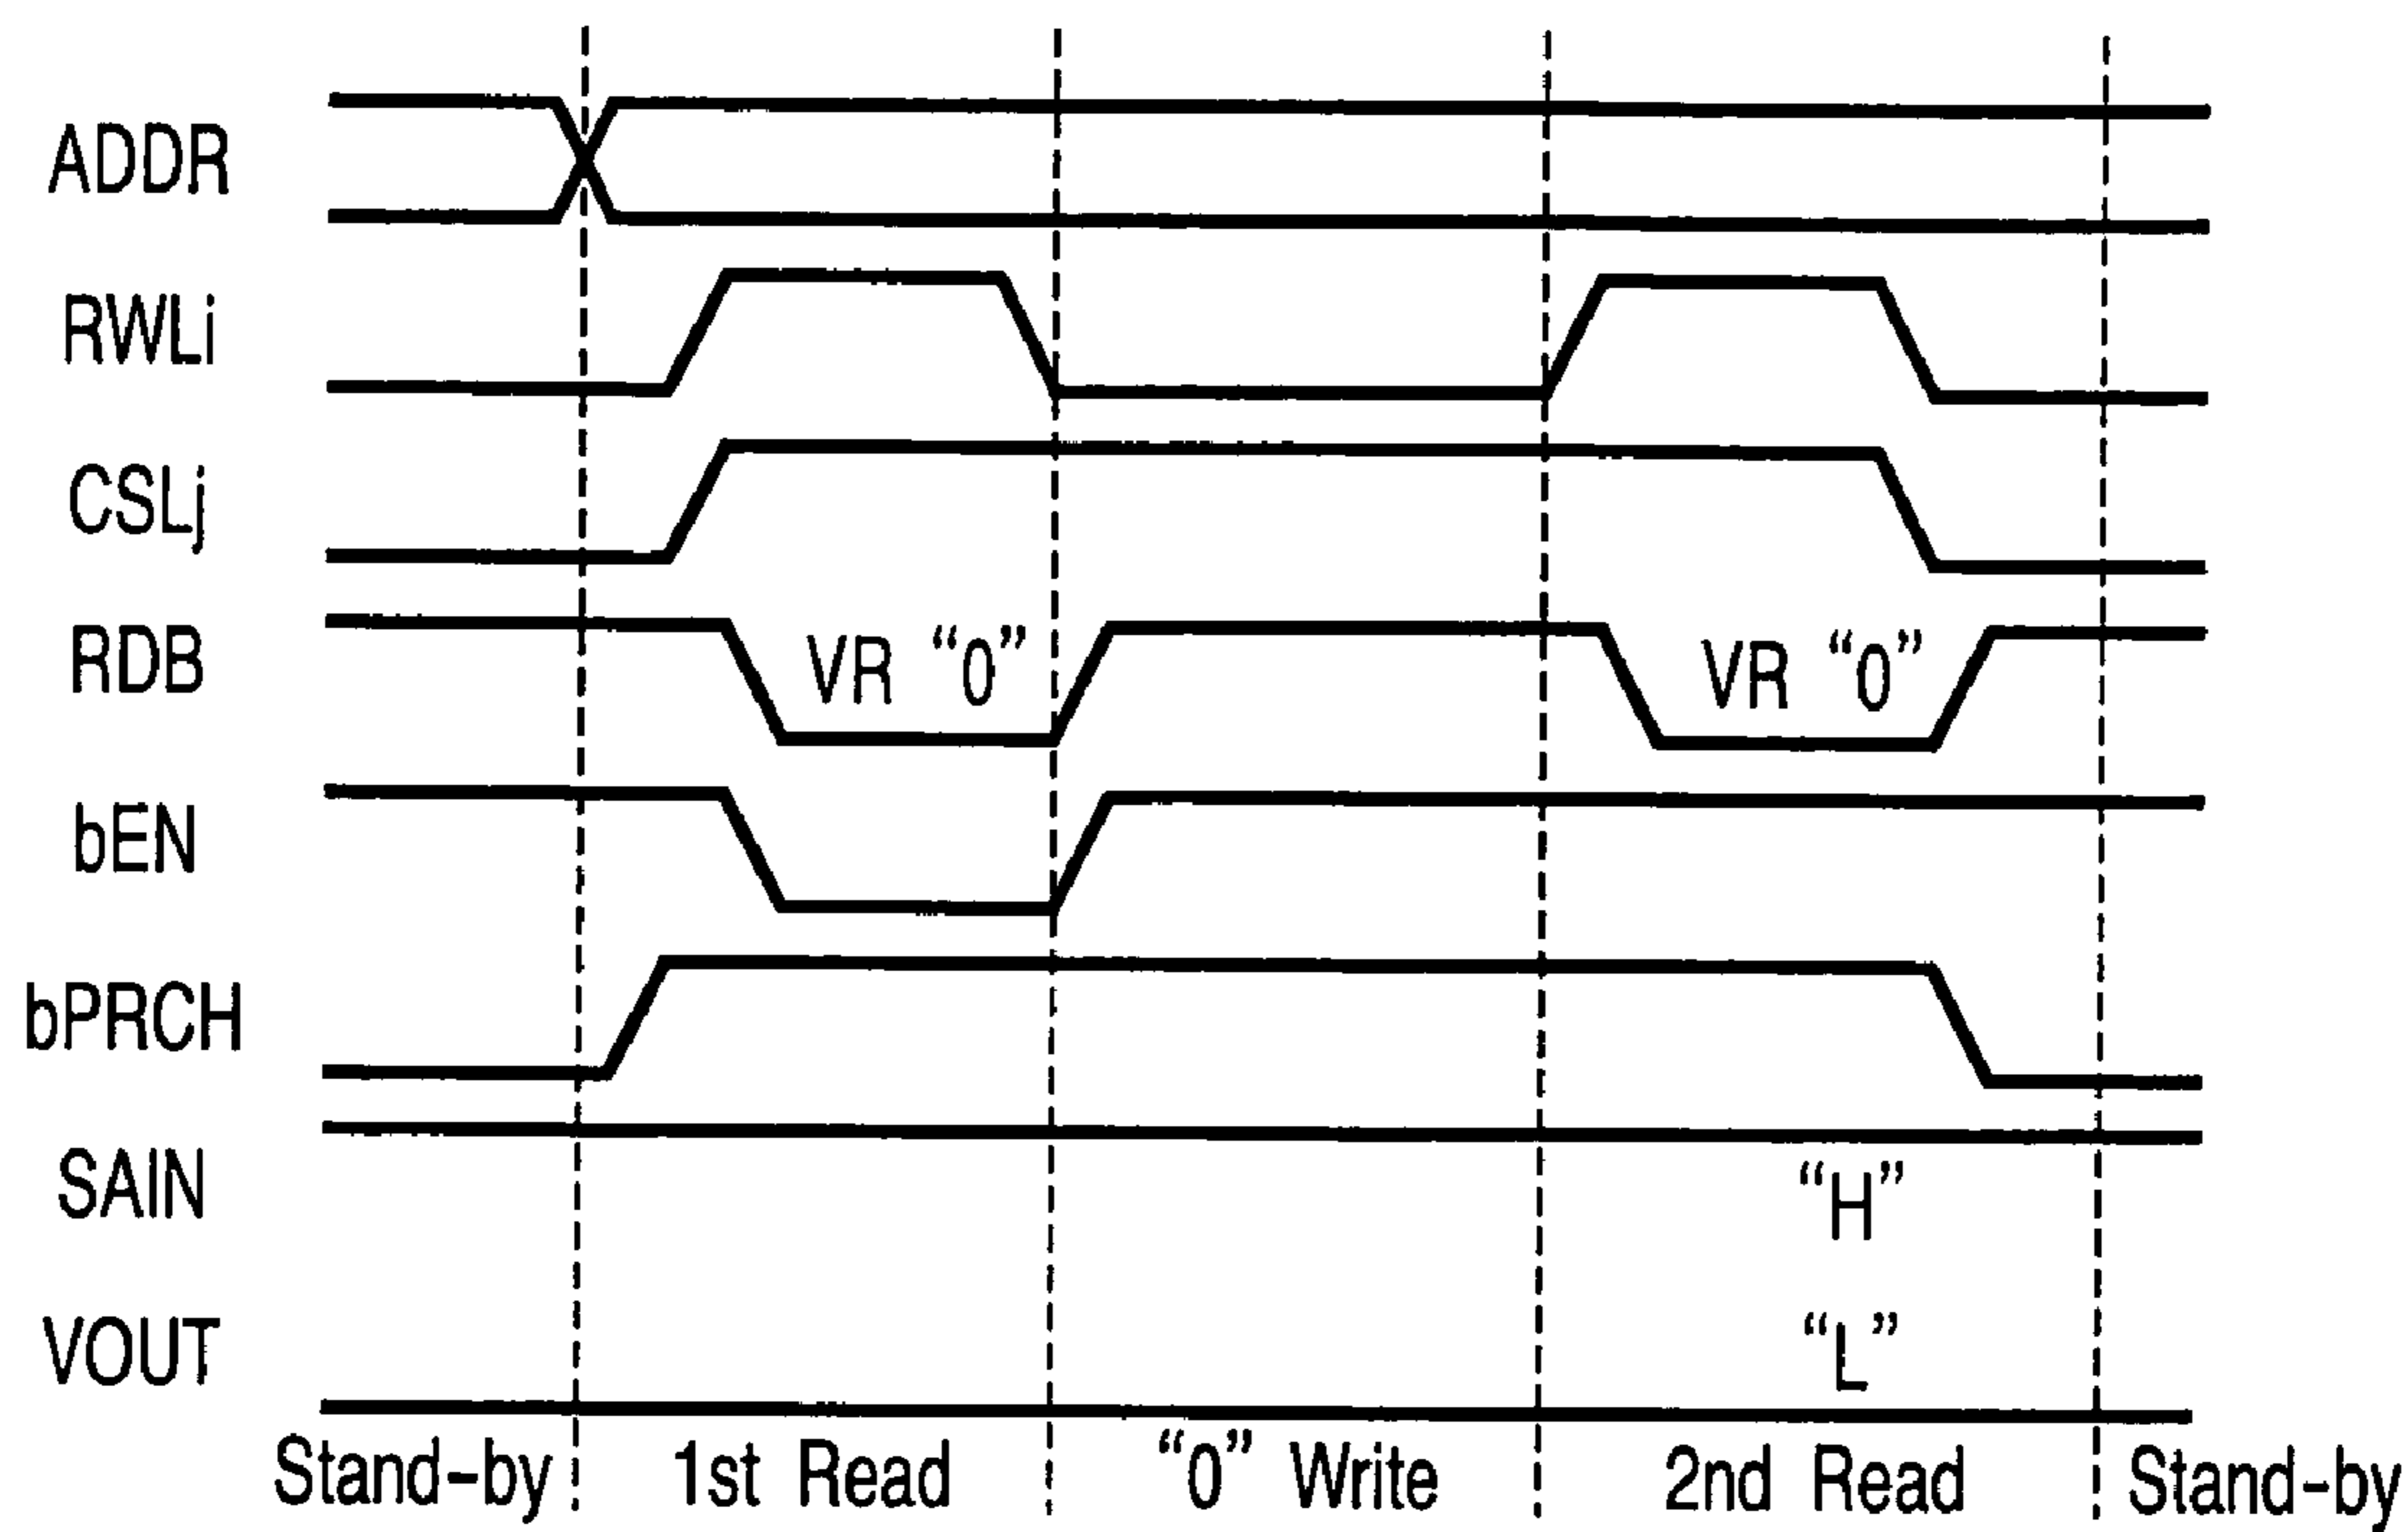 ADDR
RWLi
CSLj
RDB
VR “0” VR “0”
bEN
bPRCH
SAIN
“H”
VOUT
“L”
Stand-by 1st Read “0” Write 2nd Read Stand-by